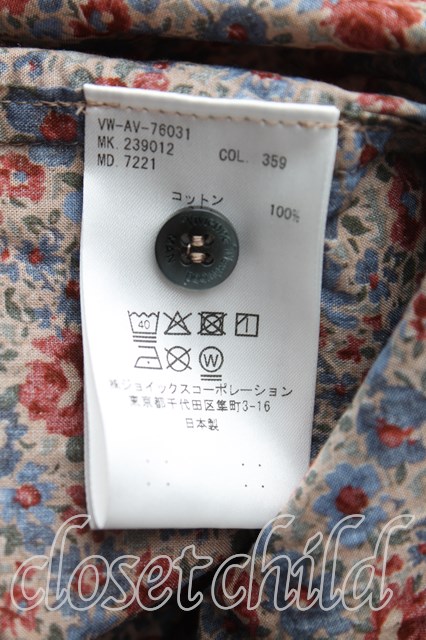 VW-AV-76031
MK. 239012 COL. 359
MD. 7221
コットン
100%
40
W
㈱ジョイックスコーポレーション
東京都千代田区隼町3-16
日本製
closet child